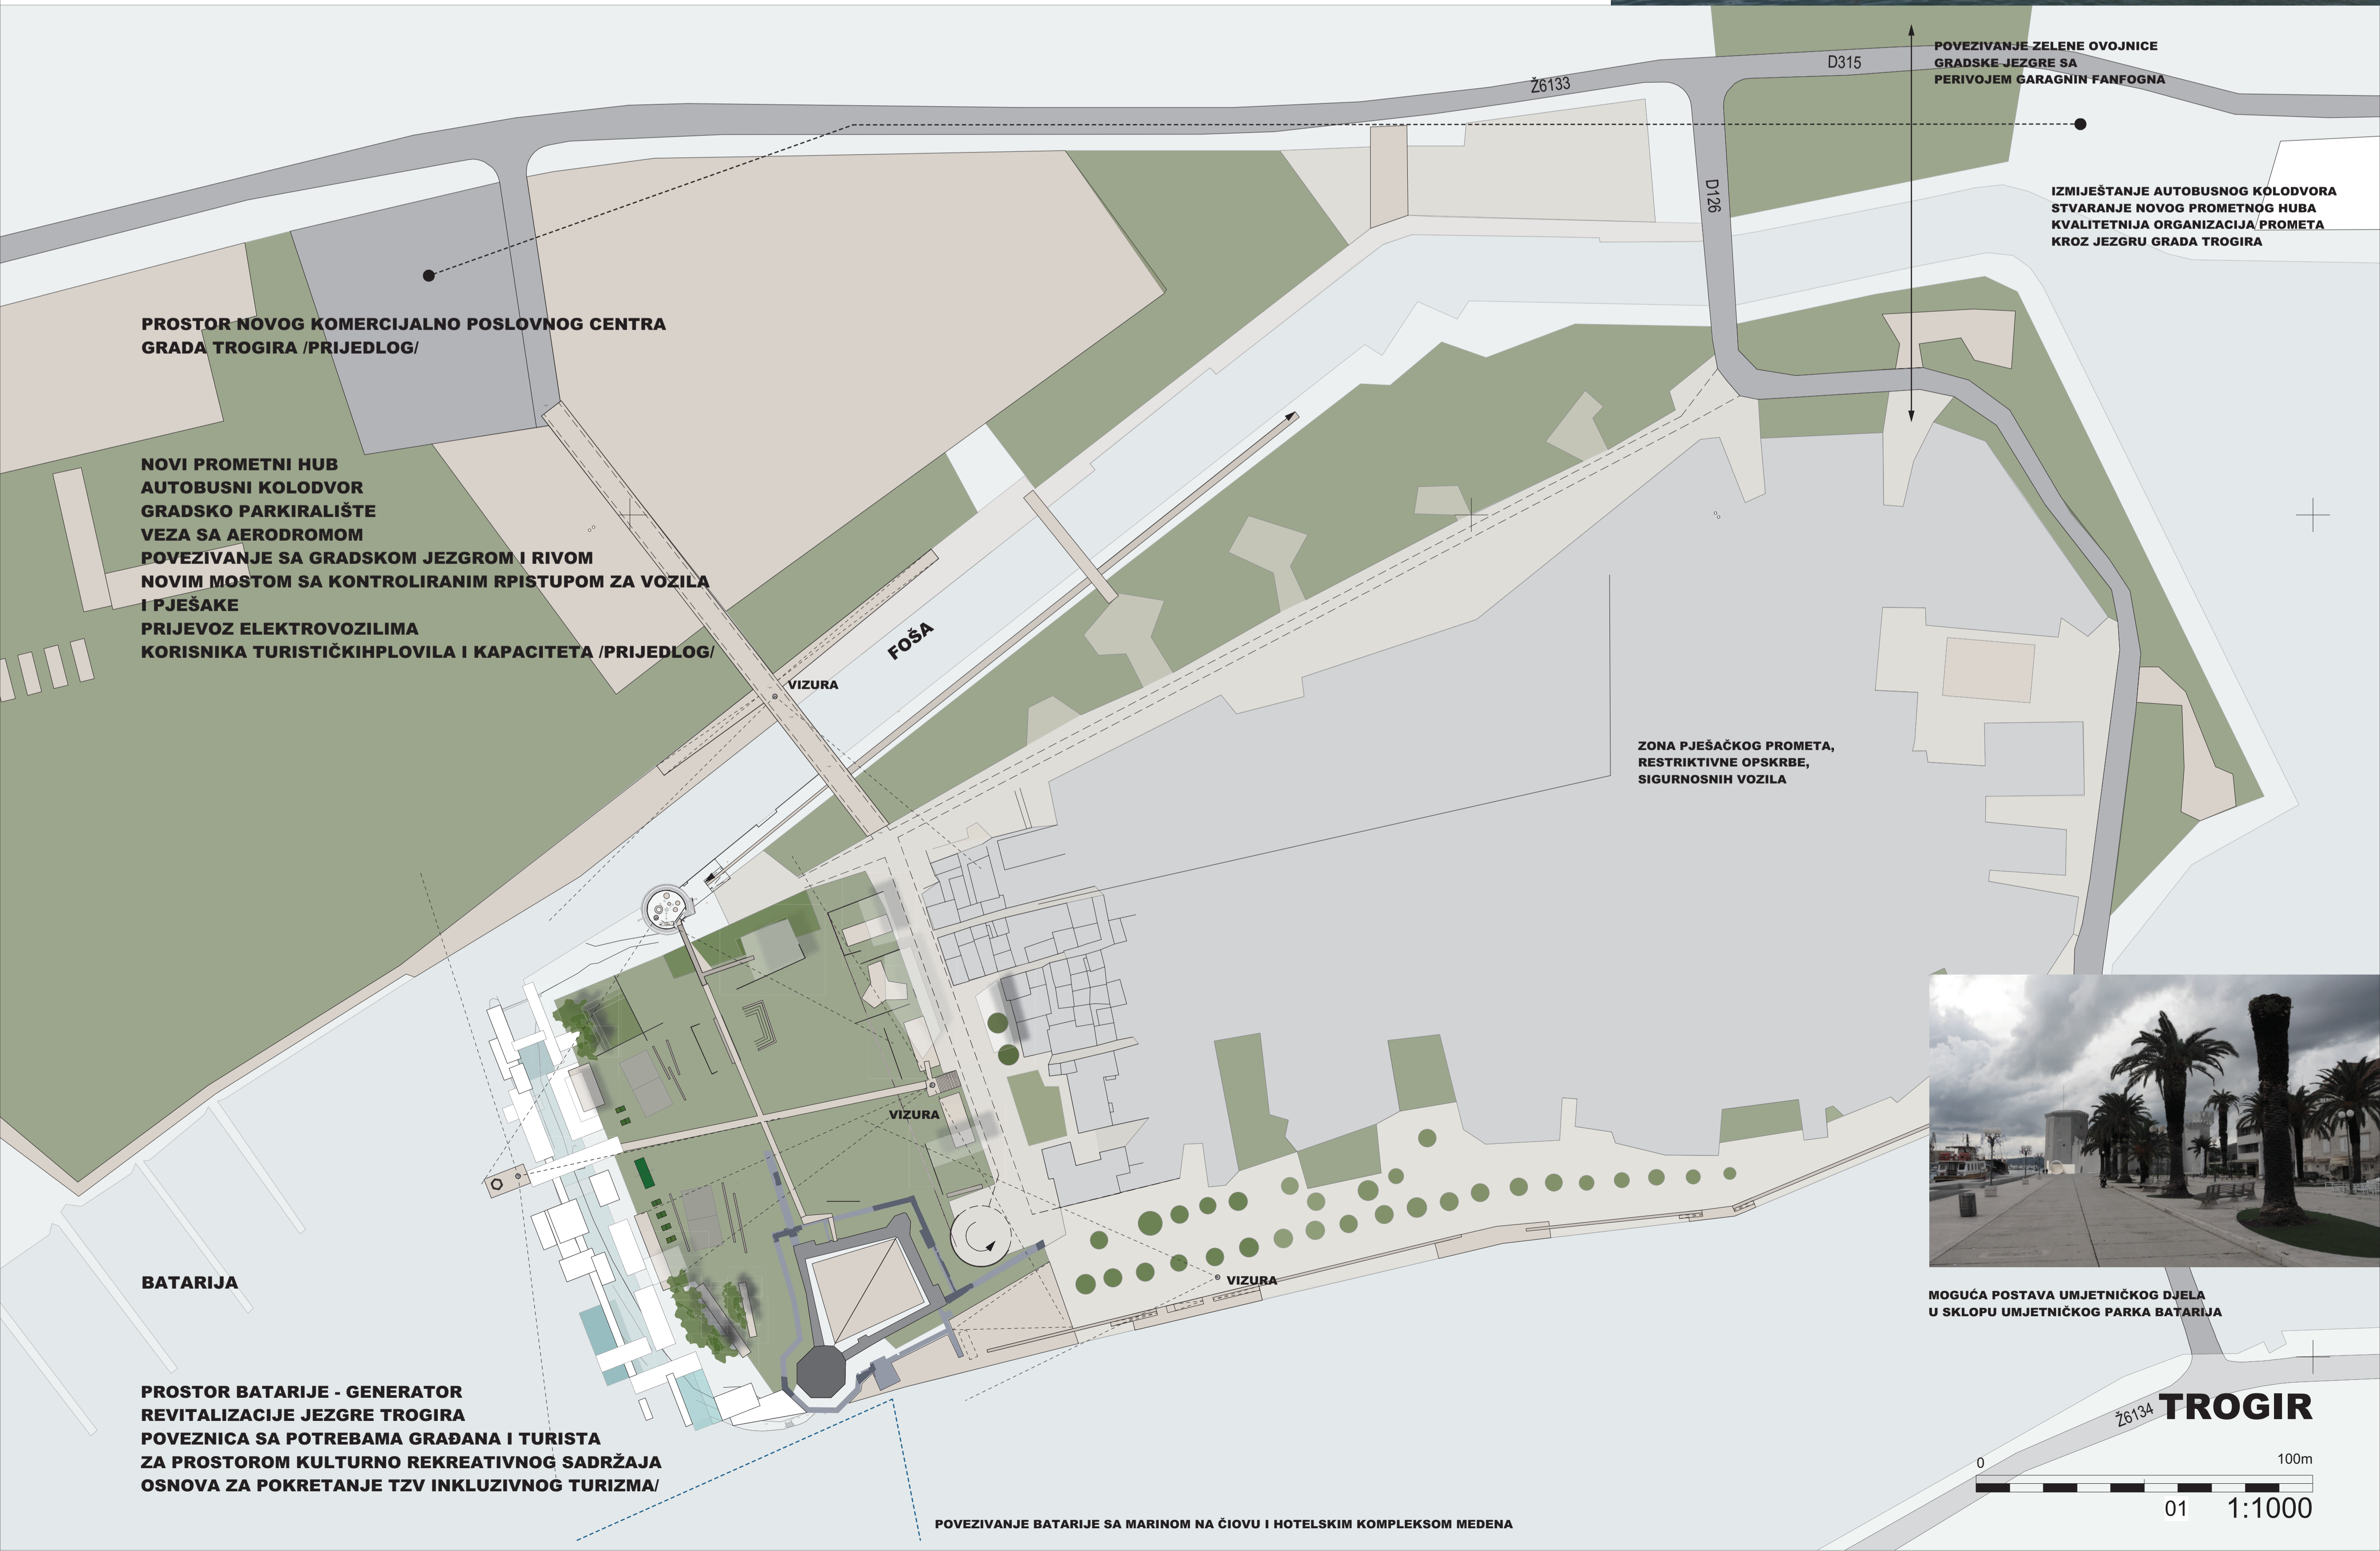 Ž6133
D315
D126
POVEZIVANJE ZELENE OVOJNICE
GRADSKE JEZGRE SA
PERIVOJEM GARAGNIN FANFOGNA
IZMIJEŠTANJE AUTOBUSNOG KOLODVORA
STVARANJE NOVOG PROMETNOG HUBA
KVALITETNIJA ORGANIZACIJA PROMETA
KROZ JEZGRU GRADA TROGIRA
PROSTOR NOVOG KOMERCIJALNO POSLOVNOG CENTRA
GRADA TROGIRA /PRIJEDLOG/
NOVI PROMETNI HUB
AUTOBUSNI KOLODVOR
GRADSKO PARKIRALIŠTE
VEZA SA AERODROMOM
POVEZIVANJE SA GRADSKOM JEZGROM I RIVOM
NOVIM MOSTOM SA KONTROLIRANIM RPISTUPOM ZA VOZILA
I PJEŠAKE
PRIJEVOZ ELEKTROVOZILIMA
KORISNIKA TURISTIČKIHPLOVILA I KAPACITETA /PRIJEDLOG/
FOŠA
VIZURA
ZONA PJEŠAČKOG PROMETA,
RESTRIKTIVNE OPSKRBE,
SIGURNOSNIH VOZILA
VIZURA
VIZURA
BATARIJA
MOGUĆA POSTAVA UMJETNIČKOG DJELA
U SKLOPU UMJETNIČKOG PARKA BATARIJA
PROSTOR BATARIJE - GENERATOR
REVITALIZACIJE JEZGRE TROGIRA
POVEZNICA SA POTREBAMA GRAĐANA I TURISTA
ZA PROSTOROM KULTURNO REKREATIVNOG SADRŽAJA
OSNOVA ZA POKRETANJE TZV INKLUZIVNOG TURIZMA/
POVEZIVANJE BATARIJE SA MARINOM NA ČIOVU I HOTELSKIM KOMPLEKSOM MEDENA
Ž6134
TROGIR
0 100m
01 1:1000